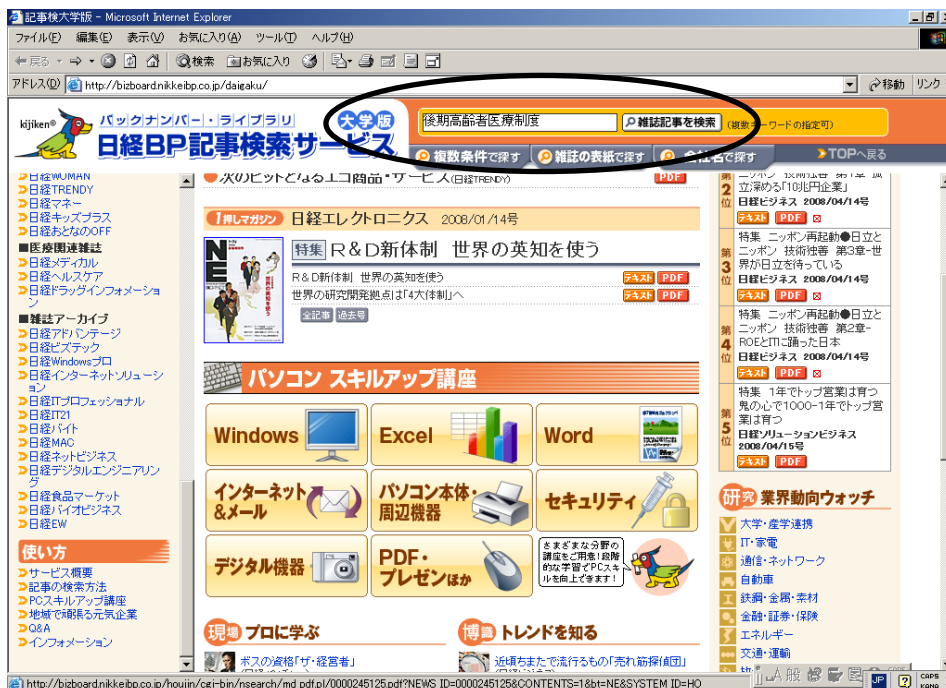 記事検大学版 - Microsoft Internet Explorer
ファイル(F) 編集(E) 表示(V) お気に入り(A) ツール(T) ヘルプ(H)
戻る 検索 お気に入り
アドレス(D) http://bizboard.nikkeibp.co.jp/daigaku/ 移動 リンク
kijiken® バックナンバー・ライブラリ 大学版
日経BP記事検索サービス
後期高齢者医療制度 雑誌記事を検索 (複数キーワードの指定可)
複数条件で探す 雑誌の表紙で探す 会社名で探す TOPへ戻る
日経WOMAN
日経TRENDY
日経マネー
日経キッズプラス
日経おとなのOFF
■医療関連雑誌
日経メディカル
日経ヘルスケア
日経ドラッグインフォメーショ
ン
■雑誌アーカイブ
日経アドバンテージ
日経ビズテック
日経Windowsプロ
日経インターネットソリューシ
ョン
日経ITプロフェッショナル
日経IT21
日経バイト
日経MAC
日経ネットビジネス
日経デジタルエンジニアリン
グ
日経食品マーケット
日経バイオビジネス
日経EW
使い方
サービス概要
記事の検索方法
PCスキルアップ講座
地域で頑張る元気企業
Q&A
インフォメーション
次のヒットとなるエコ商品・サービス(日経TRENDY) PDF
1押しマガジン 日経エレクトロニクス 2008/01/14号
特集 R&D新体制 世界の英知を使う
R&D新体制 世界の英知を使う テキスト PDF
世界の研究開発拠点は「4大体制」へ テキスト PDF
全記事 過去号
パソコン スキルアップ講座
Windows Excel Word
インターネット&メール
パソコン本体・周辺機器
セキュリティ
デジタル機器
PDF・プレゼンほか
さまざまな分野の
講座をご用意!段階
的な学習でPCスキ
ルを向上できます!
現場 プロに学ぶ
ボスの資格「ザ・経営者」
博識 トレンドを知る
近頃ちまたで流行るもの「売れ筋探偵団」
第2位
立深める「10兆円企業」
日経ビジネス 2008/04/14号
テキスト PDF
第3位
特集 ニッポン再起動●日立と
ニッポン 技術独善 第3章-世
界が日立を待っている
日経ビジネス 2008/04/14号
テキスト PDF
第4位
特集 ニッポン再起動●日立と
ニッポン 技術独善 第2章-
ROEとITに踊った日本
日経ビジネス 2008/04/14号
テキスト PDF
第5位
特集 1年でトップ営業は育つ
鬼の心で1000-1年でトップ営
業は育つ
日経ソリューションビジネス
2008/04/15号
テキスト PDF
研究 業界動向ウォッチ
大学・産学連携
IT・家電
通信・ネットワーク
自動車
鉄鋼・金属・素材
金融・証券・保険
エネルギー
交通・運輸
http://bizboard.nikkeibp.co.jp/houjin/cgi-bin/nsearch/md_pdf.pl/0000245125.pdf?NEWS_ID=0000245125&CONTENTS=1&bt=NE&SYSTEM_ID=HO
A 般 JP CAPS
KANA